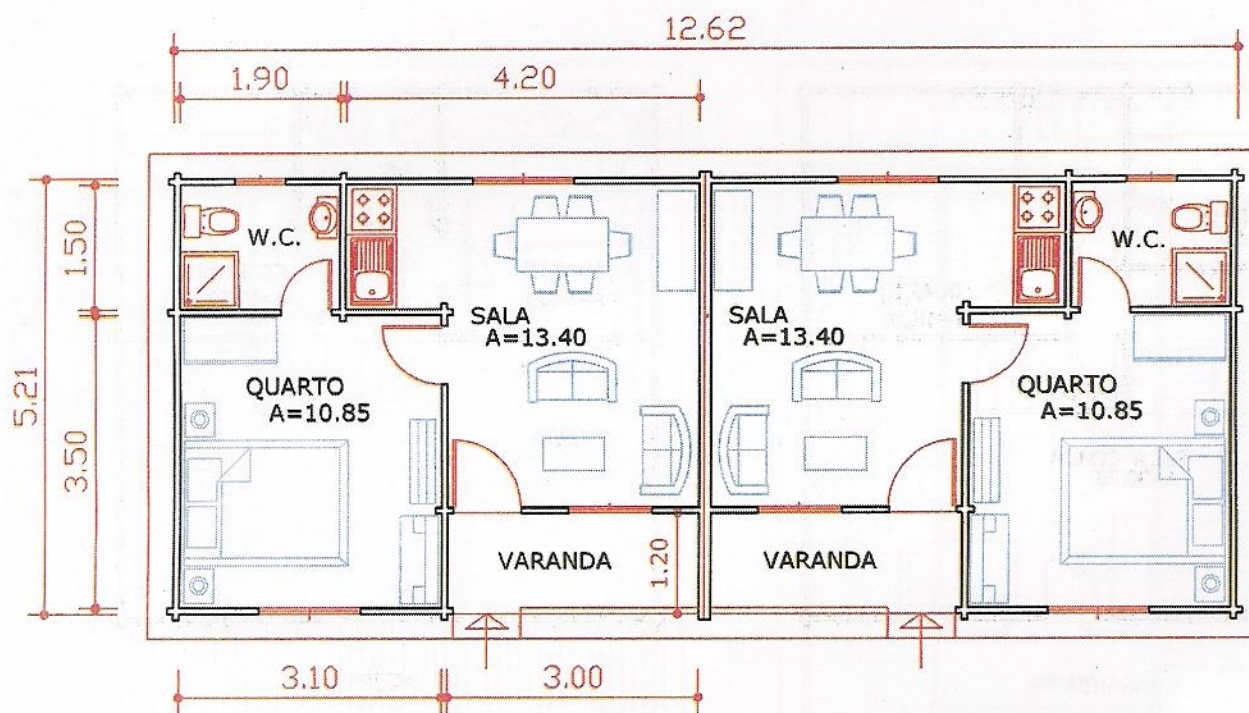 12.62
1.90
4.20
5.21
1.50
3.50
W.C.
W.C.
SALA
A=13.40
SALA
A=13.40
QUARTO
A=10.85
QUARTO
A=10.85
VARANDA
1.20
VARANDA
3.10
3.00